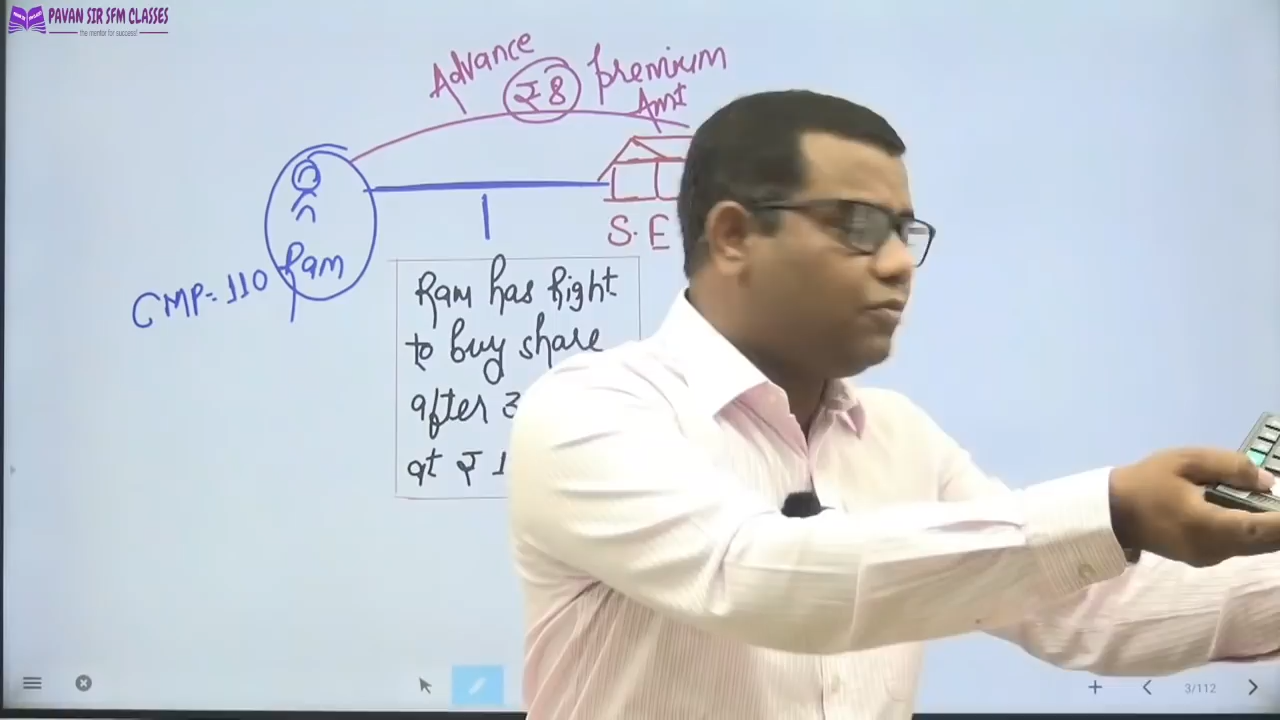 PAVAN SIR SFM CLASSES
the mentor for success!
Advance ₹8 premium
Amt
S.E
CMP=110 Ram
Ram has Right
to buy share
after 3
at ₹ 1
3/112